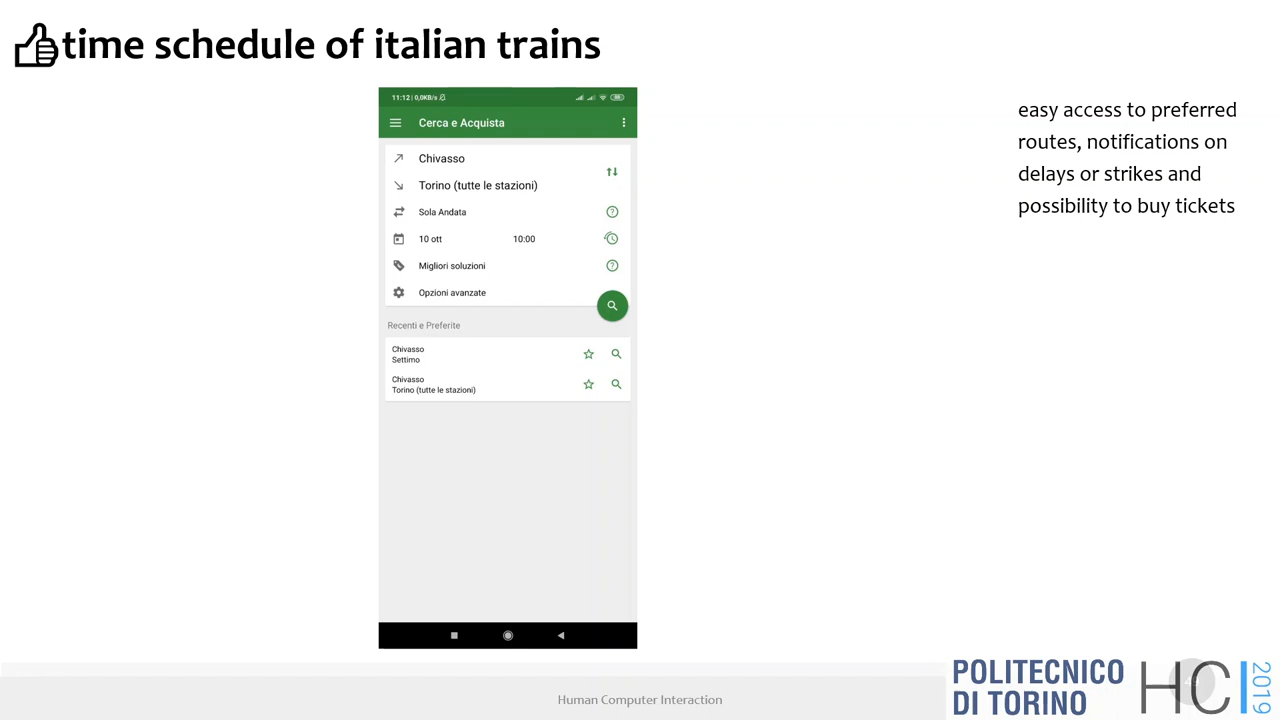 time schedule of italian trains
11:12 | 0,0KB/s
Cerca e Acquista
Chivasso
Torino (tutte le stazioni)
Sola Andata
10 ott 10:00
Migliori soluzioni
Opzioni avanzate
Recenti e Preferite
Chivasso
Settimo
Chivasso
Torino (tutte le stazioni)
easy access to preferred
routes, notifications on
delays or strikes and
possibility to buy tickets
Human Computer Interaction
POLITECNICO
DI TORINO
HCI
2019